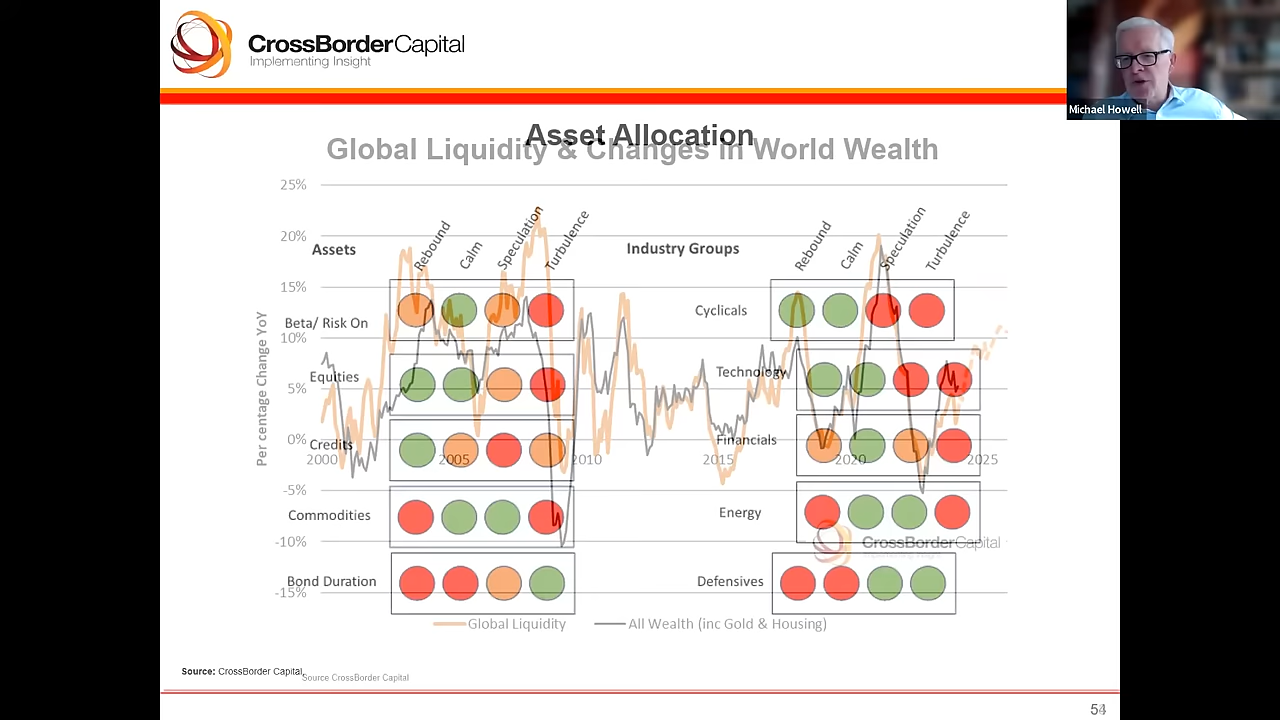 CrossBorderCapital
Implementing Insight
Michael Howell
Asset Allocation
Global Liquidity & Changes in World Wealth
25%
20%
15%
10%
5%
0%
-5%
-10%
-15%
Per centage Change YoY
2000
2005
2010
2015
2020
2025
Assets
Rebound
Calm
Speculation
Turbulence
Beta/ Risk On
Equities
Credits
Commodities
Bond Duration
Industry Groups
Rebound
Calm
Speculation
Turbulence
Cyclicals
Technology
Financials
Energy
Defensives
CrossBorderCapital
Implementing Insight
Global Liquidity
All Wealth (inc Gold & Housing)
Source: CrossBorder Capital,
Source CrossBorder Capital